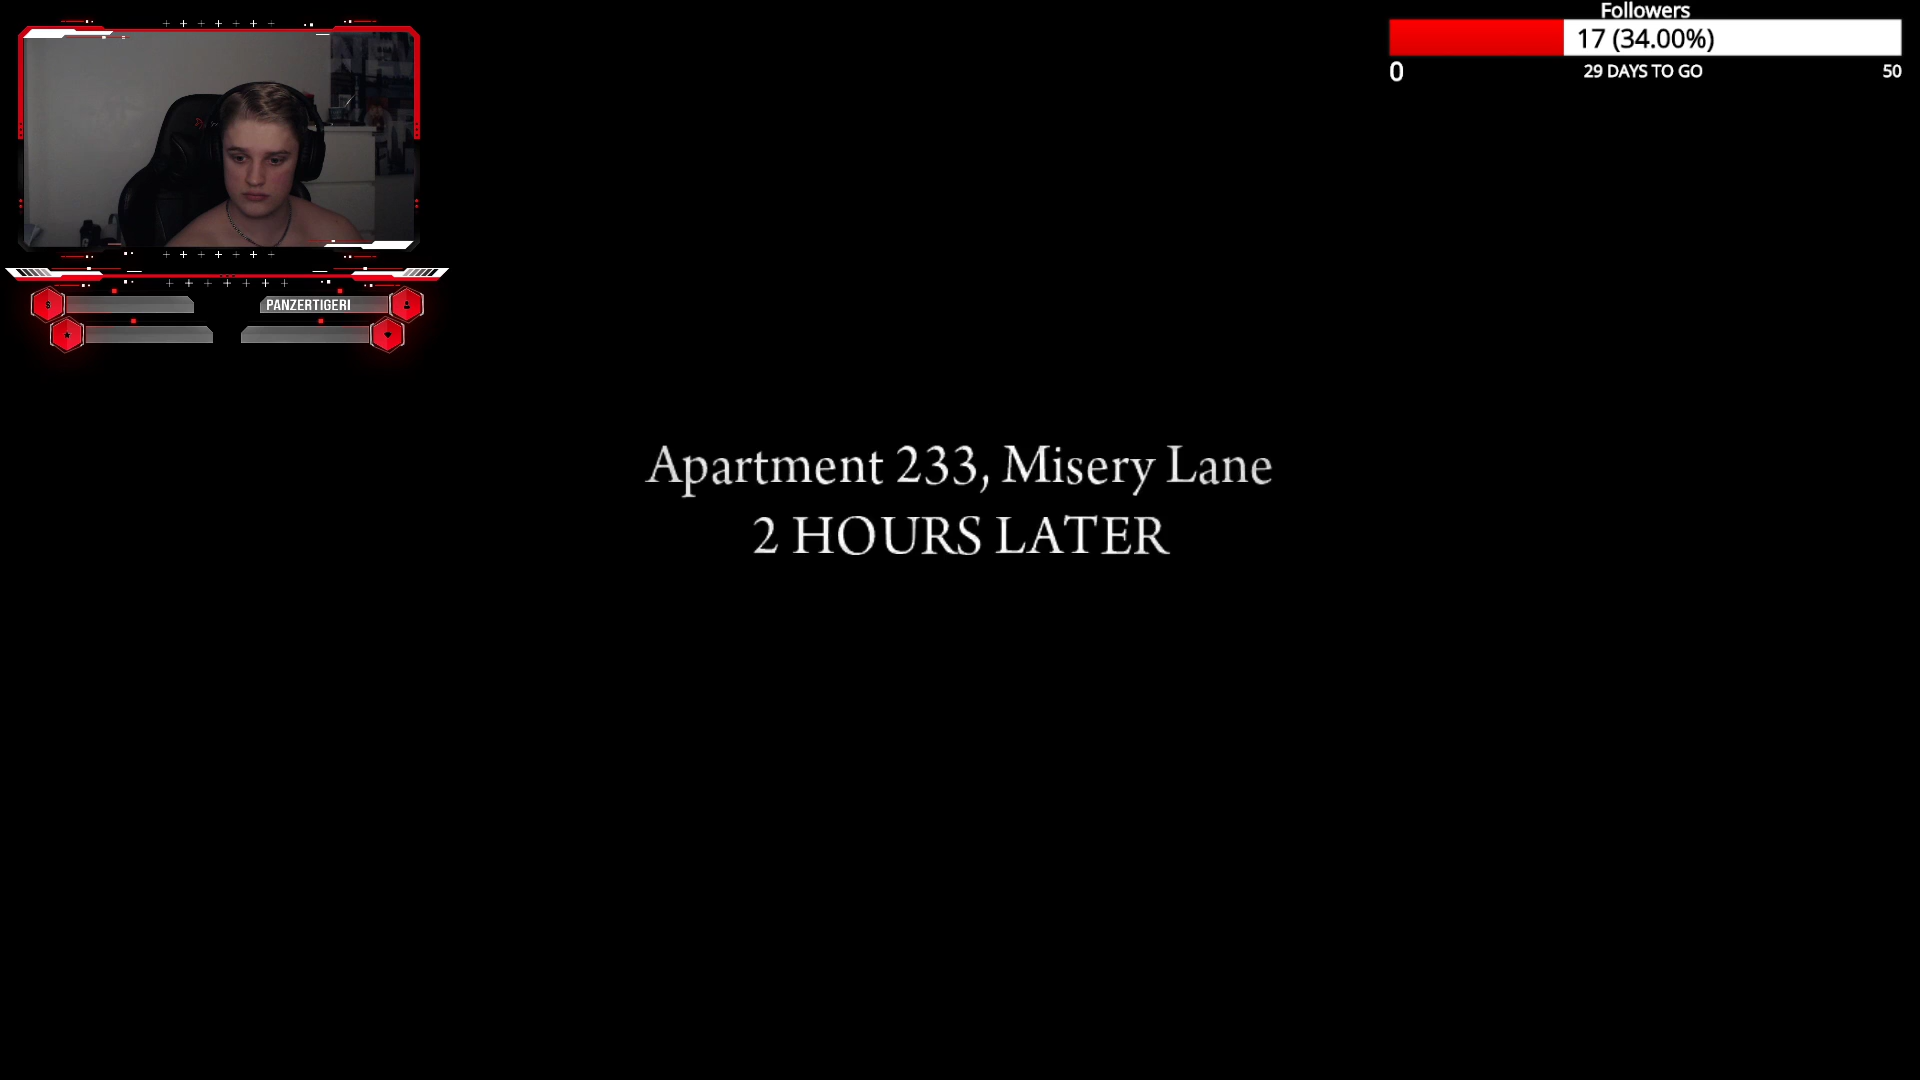 Followers
17 (34.00%)
0 29 DAYS TO GO 50
PANZERTIGERI
Apartment 233, Misery Lane
2 HOURS LATER